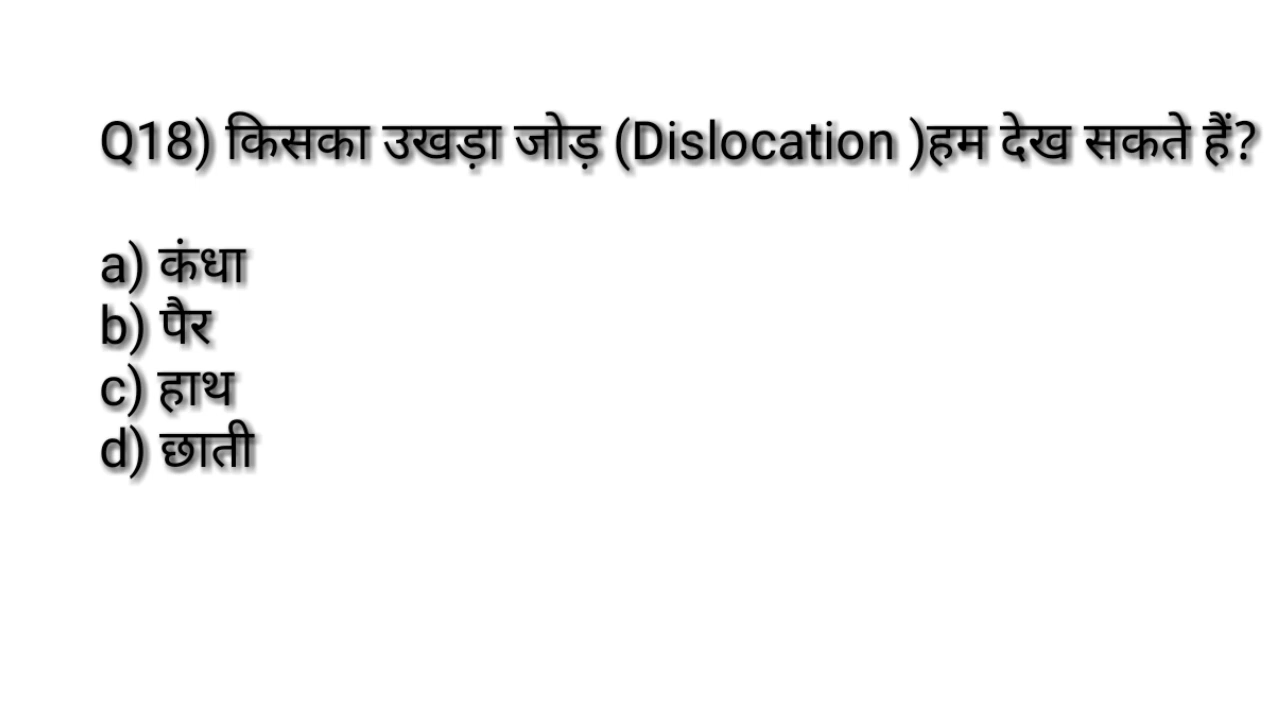 Q18) किसका उखड़ा जोड़ (Dislocation )हम देख सकते हैं?
a) कंधा
b) पैर
c) हाथ
d) छाती